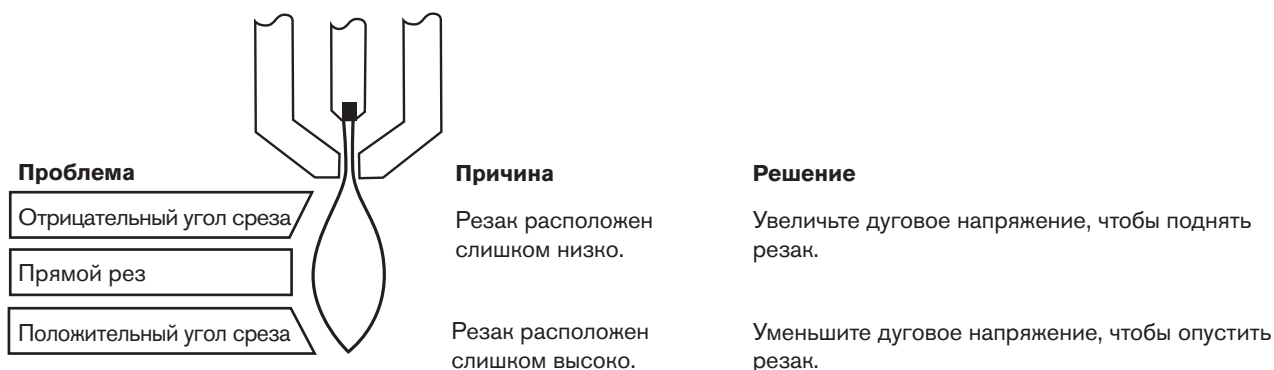 Проблема
Причина
Решение
Отрицательный угол среза
Резак расположен
слишком низко.
Увеличьте дуговое напряжение, чтобы поднять
резак.
Прямой рез
Положительный угол среза
Резак расположен
слишком высоко.
Уменьшите дуговое напряжение, чтобы опустить
резак.